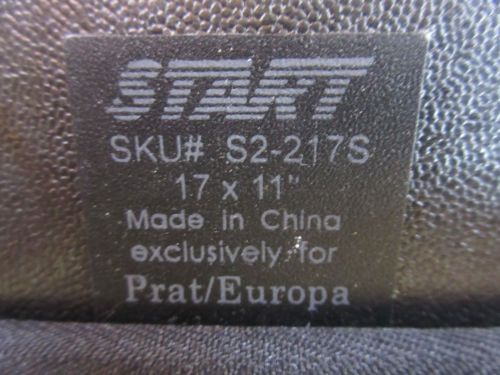 START
SKU# S2-217S
17 x 11"
Made in China
exclusively for
Prat/Europa